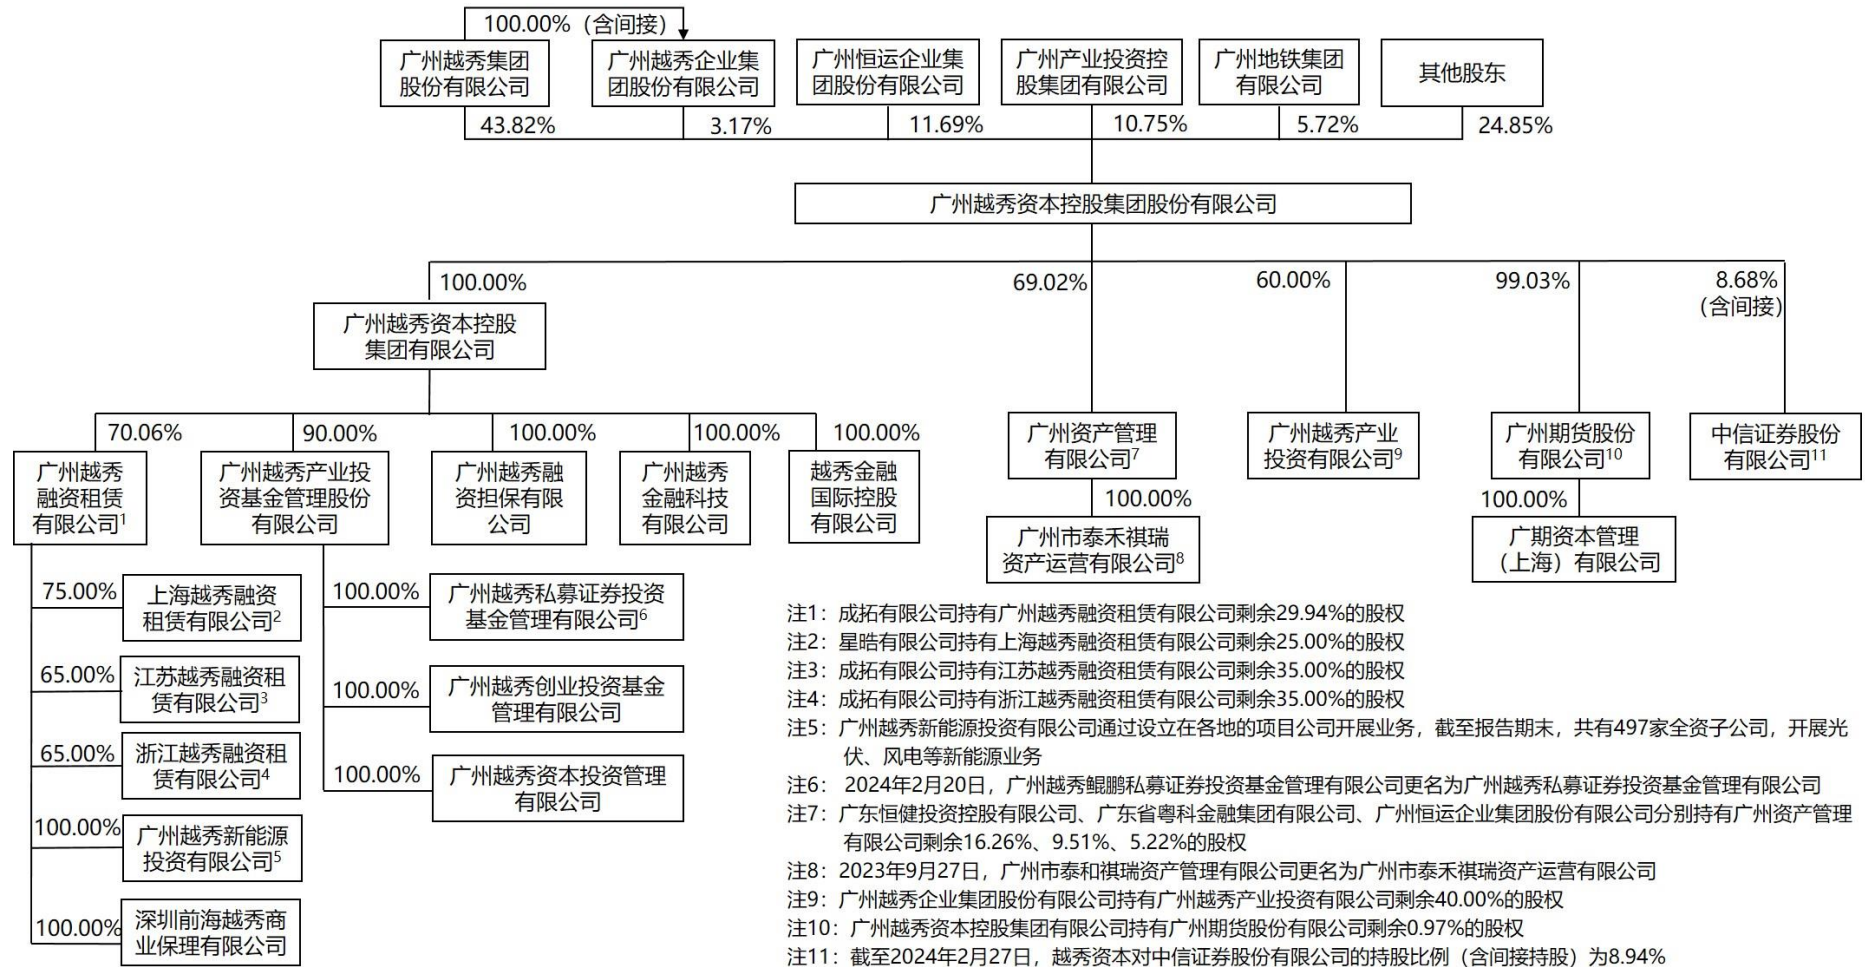 100.00%（含间接）
广州越秀集团
股份有限公司
广州越秀企业集
团股份有限公司
广州恒运企业集
团股份有限公司
广州产业投资控
股集团有限公司
广州地铁集团
有限公司
其他股东
43.82%
3.17%
11.69%
10.75%
5.72%
24.85%
广州越秀资本控股集团股份有限公司
100.00%
69.02%
60.00%
99.03%
8.68%
（含间接）
广州越秀资本控股
集团有限公司
70.06%
90.00%
100.00%
100.00%
100.00%
广州越秀
融资租赁
有限公司1
广州越秀产业投
资基金管理股份
有限公司
广州越秀融
资担保有限
公司
广州越秀
金融科技
有限公司
越秀金融
国际控股
有限公司
广州资产管理
有限公司7
广州越秀产业
投资有限公司9
广州期货股份
有限公司10
中信证券股份
有限公司11
100.00%
100.00%
广州市泰禾祺瑞
资产运营有限公司8
广期资本管理
（上海）有限公司
75.00%
上海越秀融资
租赁有限公司2
65.00%
江苏越秀融资租
赁有限公司3
65.00%
浙江越秀融资租
赁有限公司4
100.00%
广州越秀新能源
投资有限公司5
100.00%
深圳前海越秀商
业保理有限公司
100.00%
广州越秀私募证券投资
基金管理有限公司6
100.00%
广州越秀创业投资基金
管理有限公司
100.00%
广州越秀资本投资管理
有限公司
注1：成拓有限公司持有广州越秀融资租赁有限公司剩余29.94%的股权
注2：星皓有限公司持有上海越秀融资租赁有限公司剩余25.00%的股权
注3：成拓有限公司持有江苏越秀融资租赁有限公司剩余35.00%的股权
注4：成拓有限公司持有浙江越秀融资租赁有限公司剩余35.00%的股权
注5：广州越秀新能源投资有限公司通过设立在各地的项目公司开展业务，截至报告期末，共有497家全资子公司，开展光
伏、风电等新能源业务
注6： 2024年2月20日，广州越秀鲲鹏私募证券投资基金管理有限公司更名为广州越秀私募证券投资基金管理有限公司
注7：广东恒健投资控股有限公司、广东省粤科金融集团有限公司、广州恒运企业集团股份有限公司分别持有广州资产管理
有限公司剩余16.26%、9.51%、5.22%的股权
注8：2023年9月27日，广州市泰和祺瑞资产管理有限公司更名为广州市泰禾祺瑞资产运营有限公司
注9：广州越秀企业集团股份有限公司持有广州越秀产业投资有限公司剩余40.00%的股权
注10：广州越秀资本控股集团有限公司持有广州期货股份有限公司剩余0.97%的股权
注11：截至2024年2月27日，越秀资本对中信证券股份有限公司的持股比例（含间接持股）为8.94%